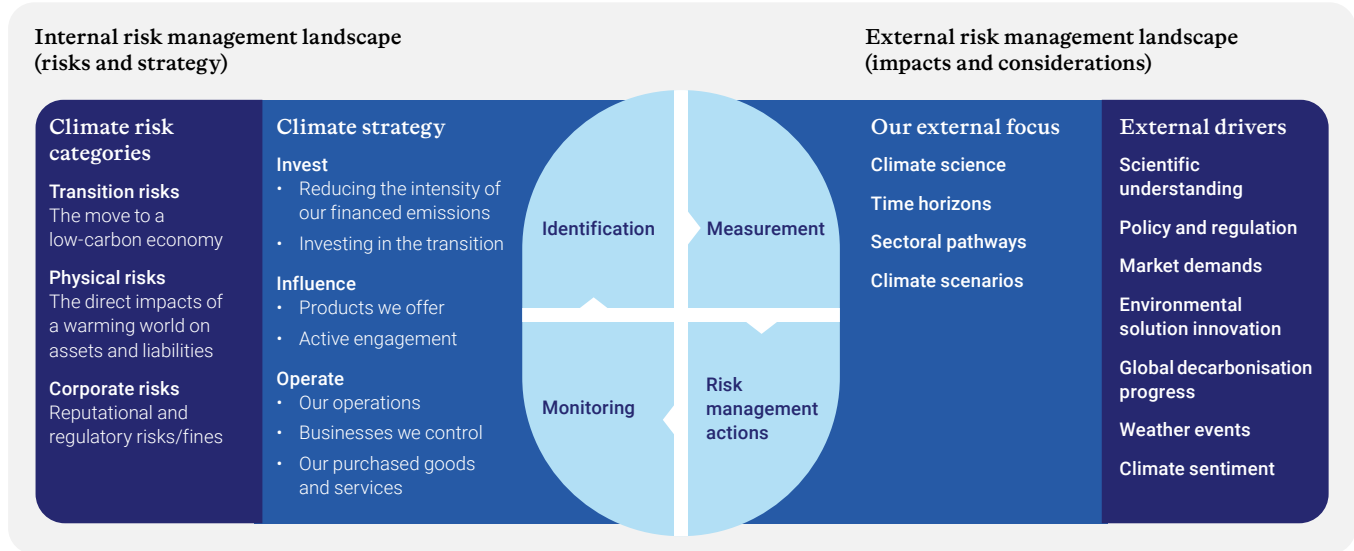 Internal risk management landscape
(risks and strategy)
External risk management landscape
(impacts and considerations)
Climate risk
categories
Transition risks
The move to a
low-carbon economy
Physical risks
The direct impacts of
a warming world on
assets and liabilities
Corporate risks
Reputational and
regulatory risks/fines
Climate strategy
Invest
• Reducing the intensity of
our financed emissions
• Investing in the transition
Influence
• Products we offer
• Active engagement
Operate
• Our operations
• Businesses we control
• Our purchased goods
and services
Identification
Measurement
Monitoring
Risk
management
actions
Our external focus
Climate science
Time horizons
Sectoral pathways
Climate scenarios
External drivers
Scientific
understanding
Policy and regulation
Market demands
Environmental
solution innovation
Global decarbonisation
progress
Weather events
Climate sentiment